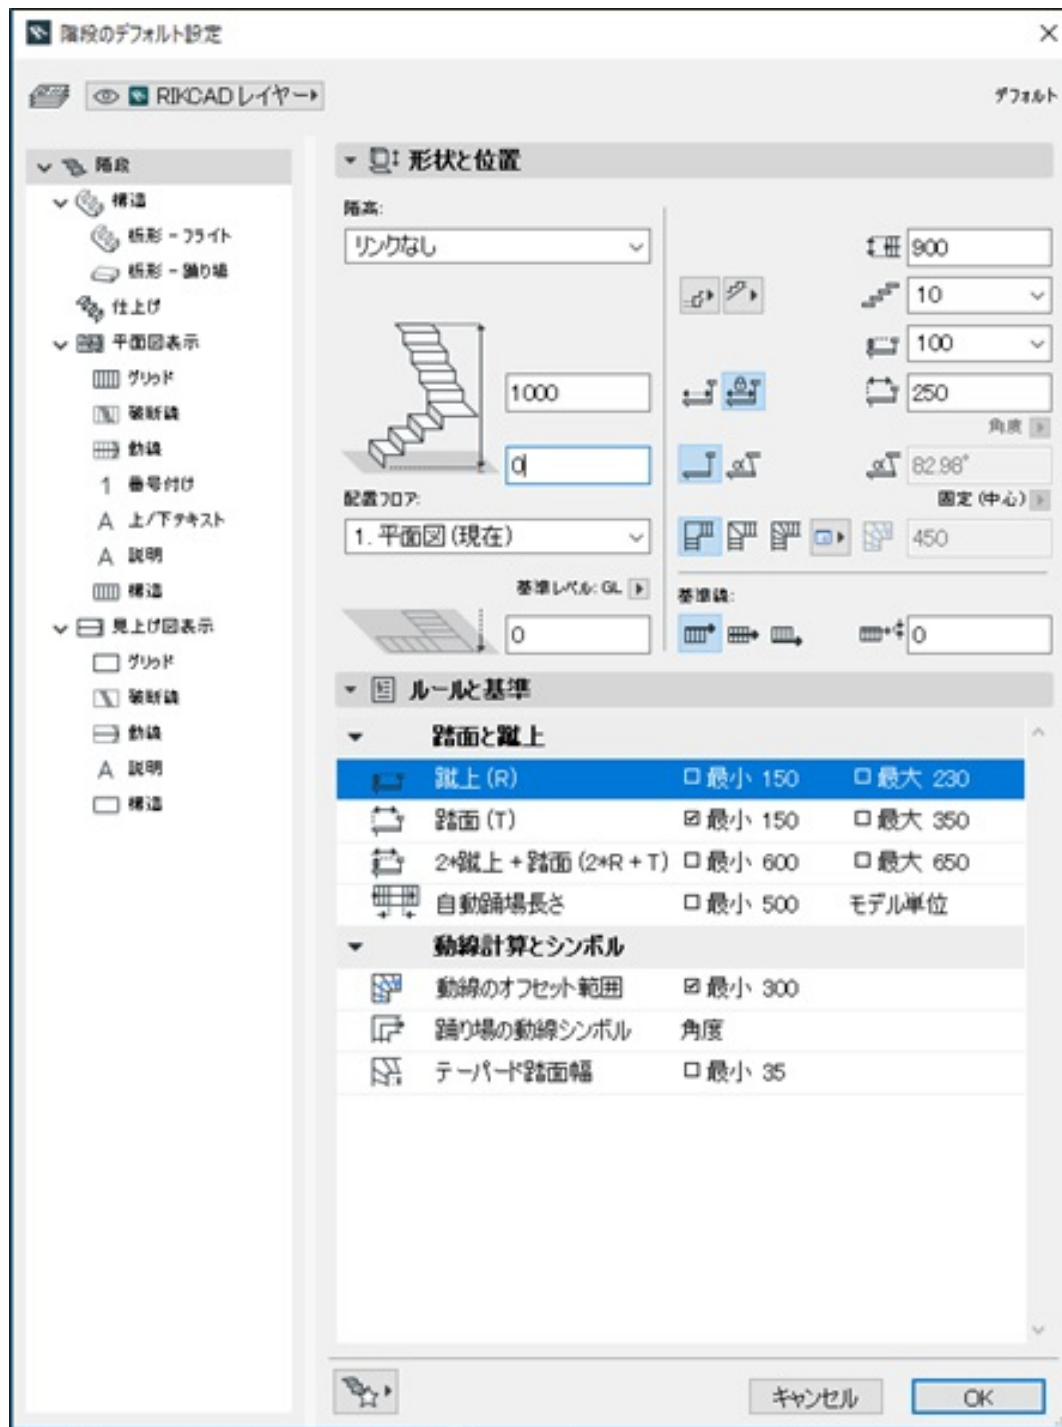 階段のデフォルト設定
RIKCADレイヤー
デフォルト
階段
構造
板形 - フライト
板形 - 踊り場
仕上げ
平面図表示
グリッド
破断線
動線
1 番号付け
A 上/下テキスト
A 説明
構造
見上げ図表示
グリッド
破断線
動線
A 説明
構造
形状と位置
階高:
リンクなし
1000
0
配置フロア:
1. 平面図 (現在)
基準レベル: GL
0
900
10
100
250
角度
82.98°
固定 (中心)
450
基準線:
0
ルールと基準
踏面と蹴上
蹴上 (R) 最小 150 最大 230
踏面 (T) 最小 150 最大 350
2*蹴上 + 踏面 (2*R + T) 最小 600 最大 650
自動踊場長さ 最小 500 モデル単位
動線計算とシンボル
動線のオフセット範囲 最小 300
踊り場の動線シンボル 角度
テーパード踏面幅 最小 35
キャンセル
OK